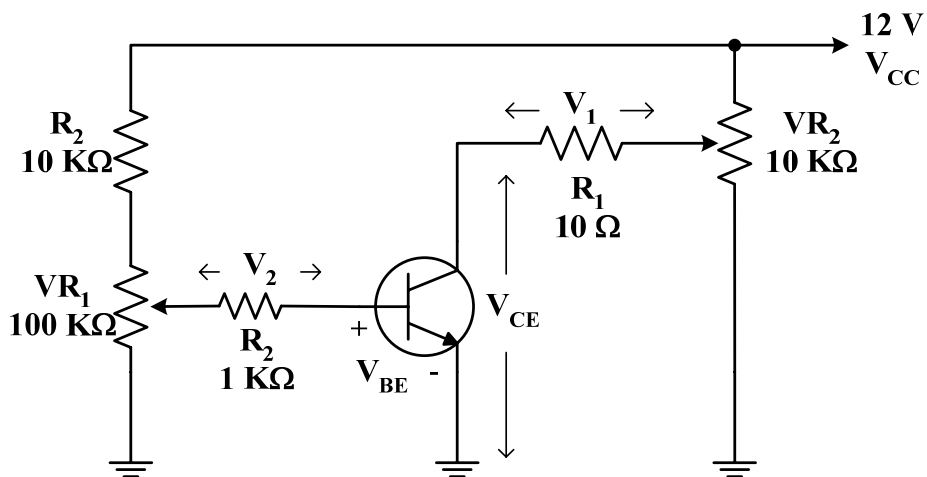 12 V
V_CC
R_2
10 KΩ
V_1
VR_2
10 KΩ
R_1
10 Ω
VR_1
100 KΩ
V_2
R_2
1 KΩ
+
V_BE
-
V_CE